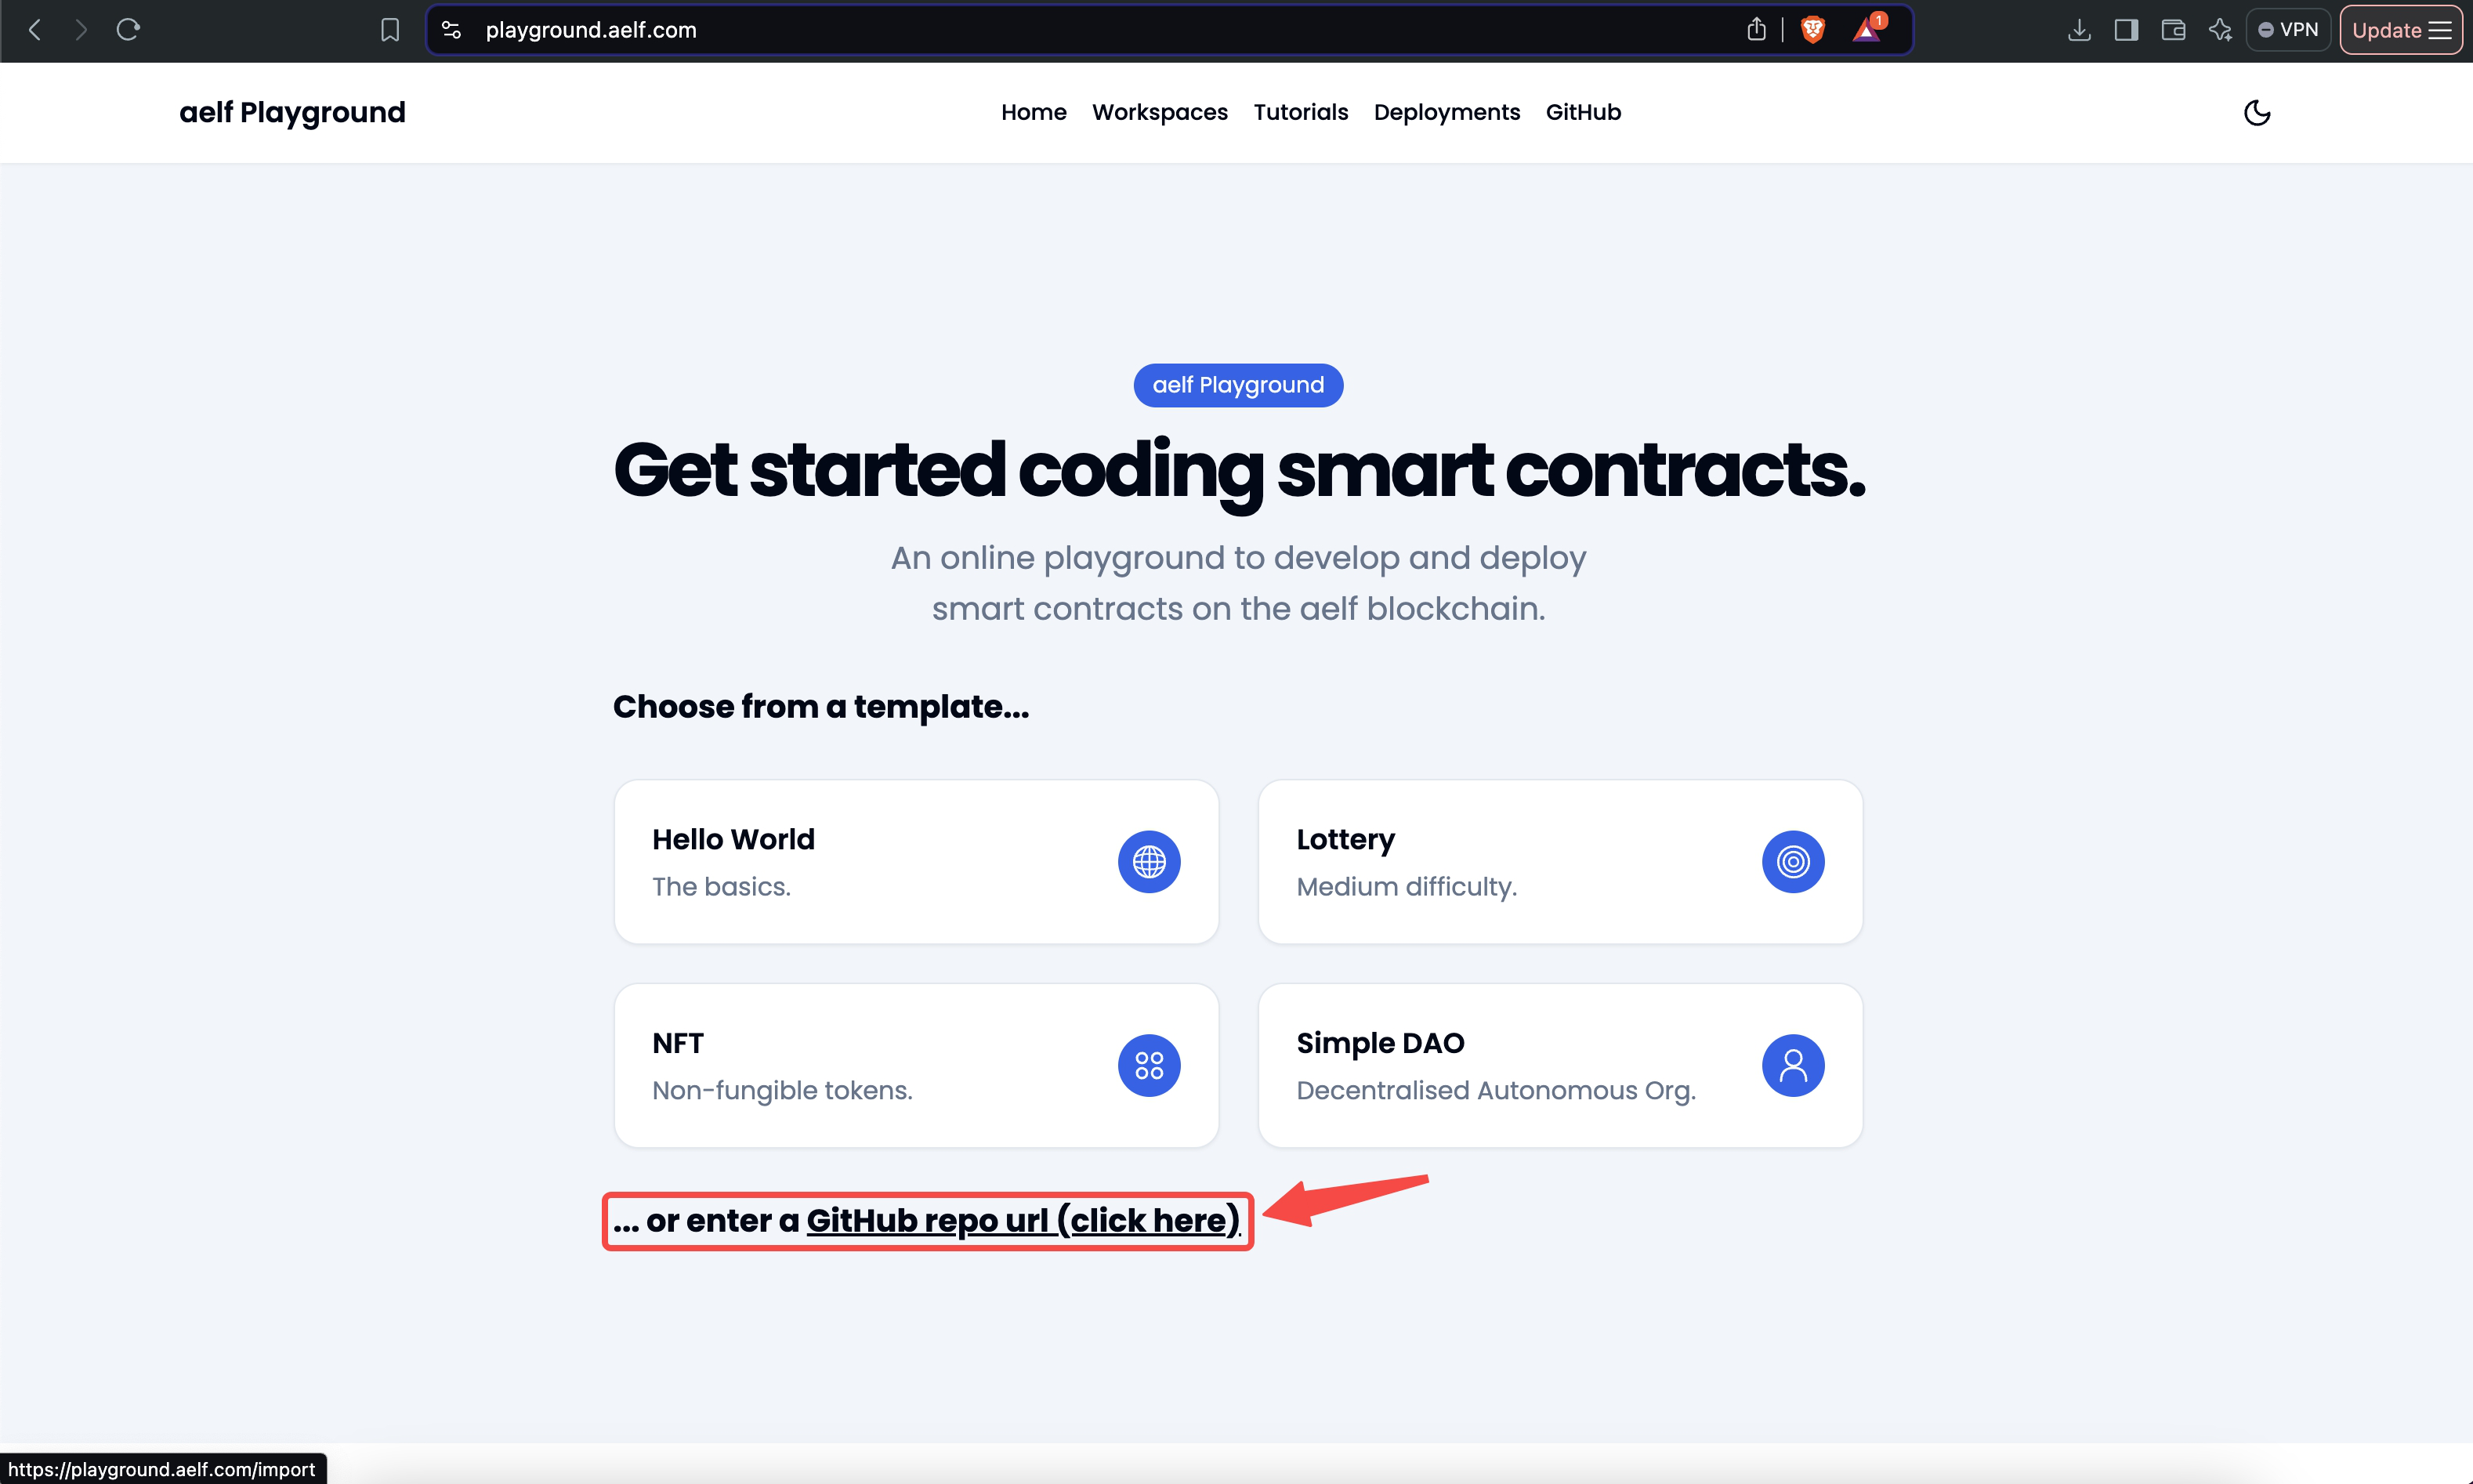 playground.aelf.com
1
VPN
Update
aelf Playground
Home Workspaces Tutorials Deployments GitHub
aelf Playground
Get started coding smart contracts.
An online playground to develop and deploy
smart contracts on the aelf blockchain.
Choose from a template...
Hello World
The basics.
Lottery
Medium difficulty.
NFT
Non-fungible tokens.
Simple DAO
Decentralised Autonomous Org.
... or enter a GitHub repo url (click here).
https://playground.aelf.com/import